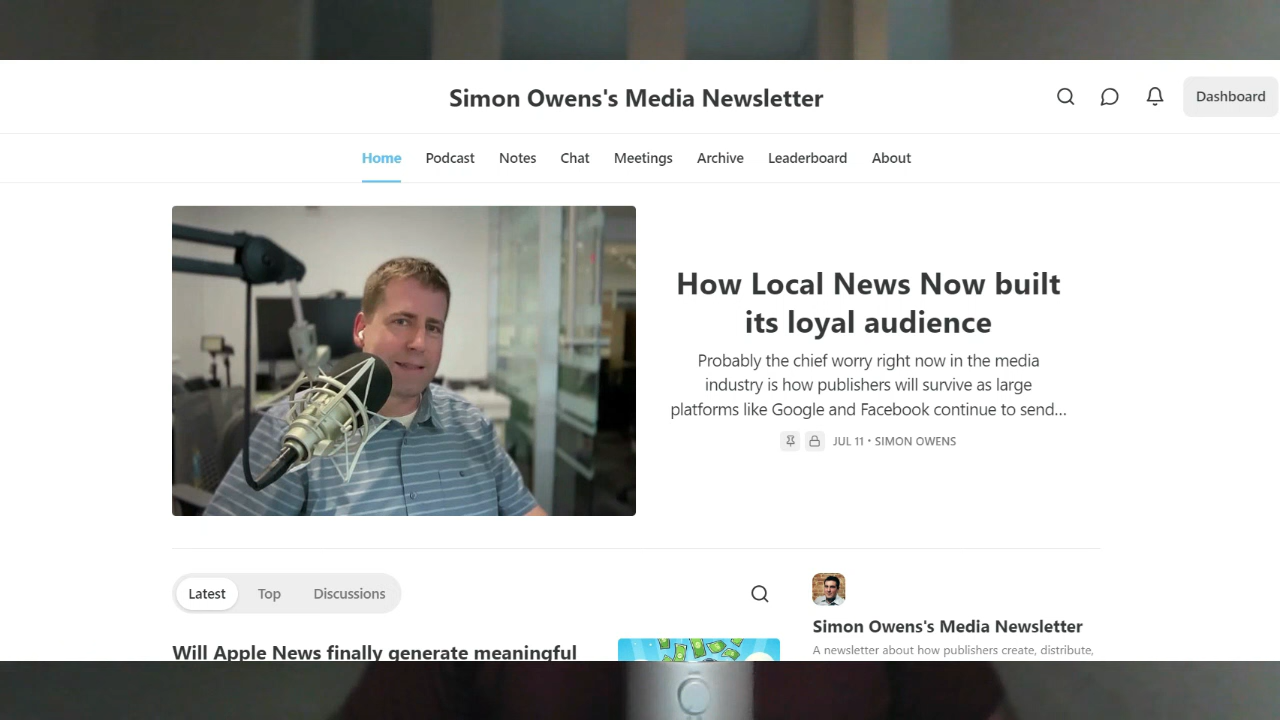 Simon Owens's Media Newsletter
Dashboard
Home Podcast Notes Chat Meetings Archive Leaderboard About
How Local News Now built
its loyal audience
Probably the chief worry right now in the media
industry is how publishers will survive as large
platforms like Google and Facebook continue to send...
JUL 11 • SIMON OWENS
Latest Top Discussions
Will Apple News finally generate meaningful
Simon Owens's Media Newsletter
A newsletter about how publishers create, distribute,